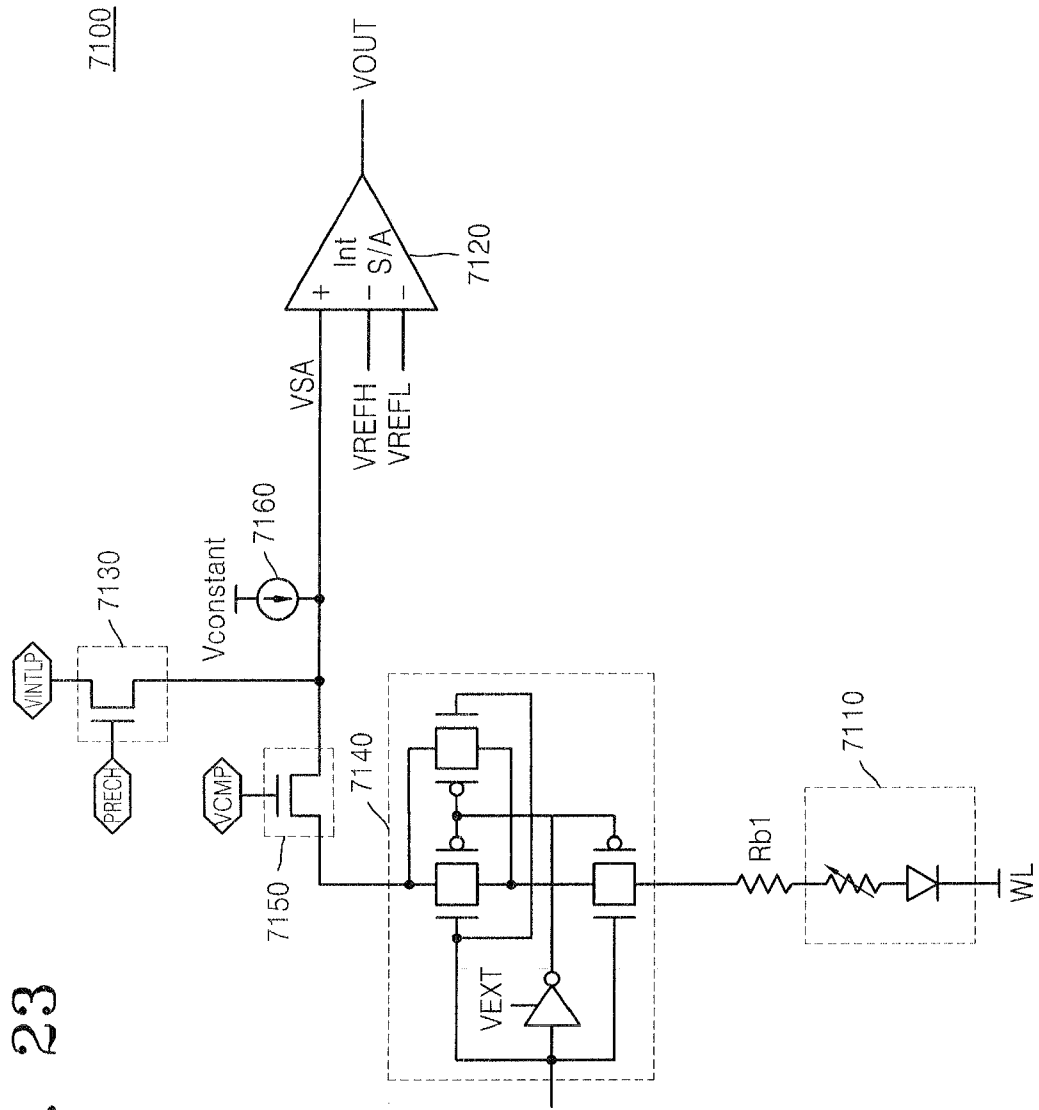 7100
VINTLP
7130
PRECH
Vconstant
7160
VSA
VOUT
+
Int
S/A
−
−
VREFH
VREFL
7120
VCMP
7150
7140
VEXT
Rb1
7110
WL
23